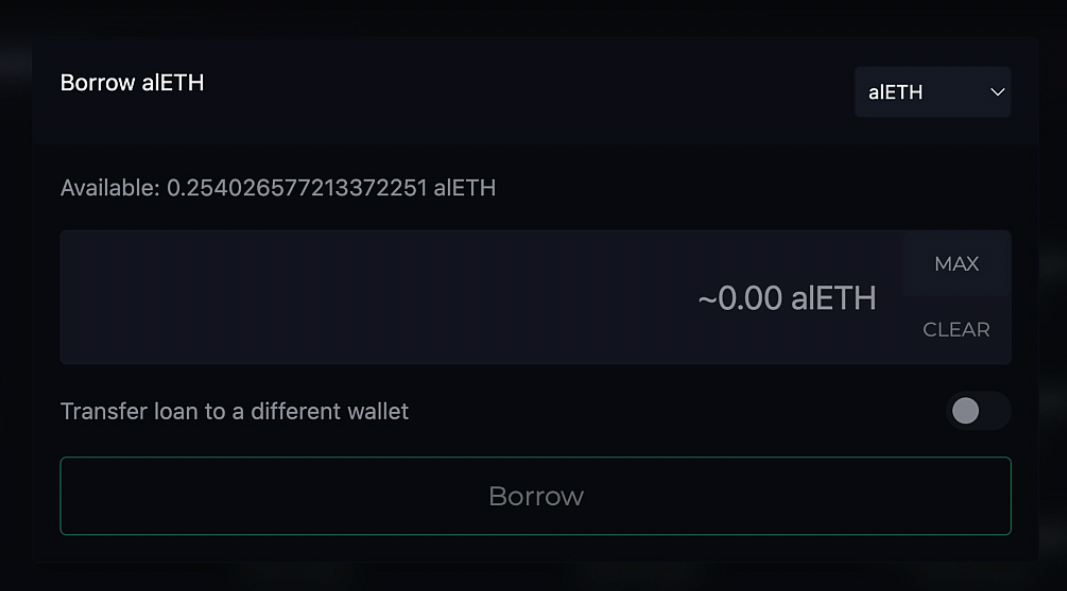 Borrow alETH
alETH
Available: 0.254026577213372251 alETH
MAX
~0.00 alETH
CLEAR
Transfer loan to a different wallet
Borrow